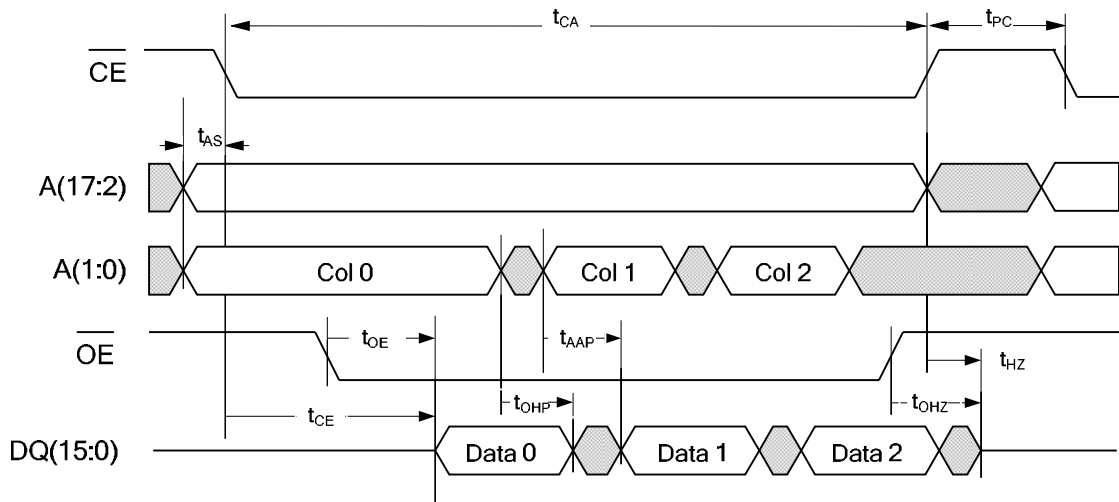 tCA
tPC
CE
tAS
A(17:2)
A(1:0)
Col 0
Col 1
Col 2
OE
tOE
tAAP
tHZ
tCE
tOHP
tOHZ
DQ(15:0)
Data 0
Data 1
Data 2